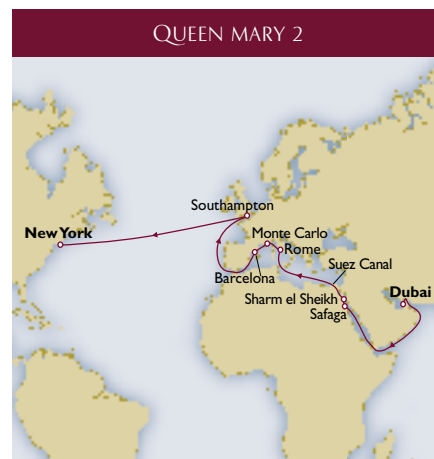 QUEEN MARY 2
Southampton
New York
Monte Carlo
Rome
Barcelona
Suez Canal
Dubai
Sharm el Sheikh
Safaga